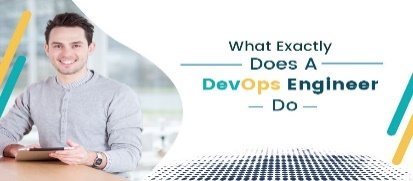 What Exactly
Does A
DevOps Engineer
Do